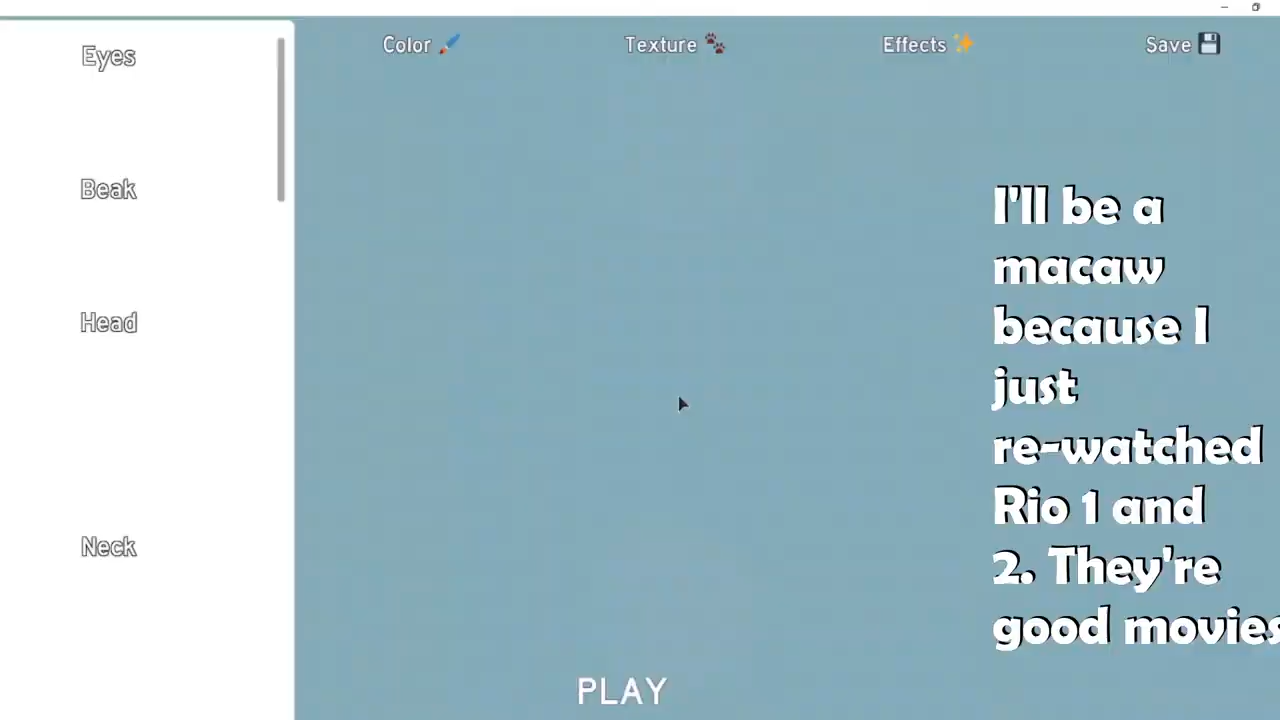 Eyes
Color 🖌️
Texture 🐾
Effects ✨
Save 💾
Beak
Head
Neck
I'll be a
macaw
because I
just
re-watched
Rio 1 and
2. They're
good movies
PLAY